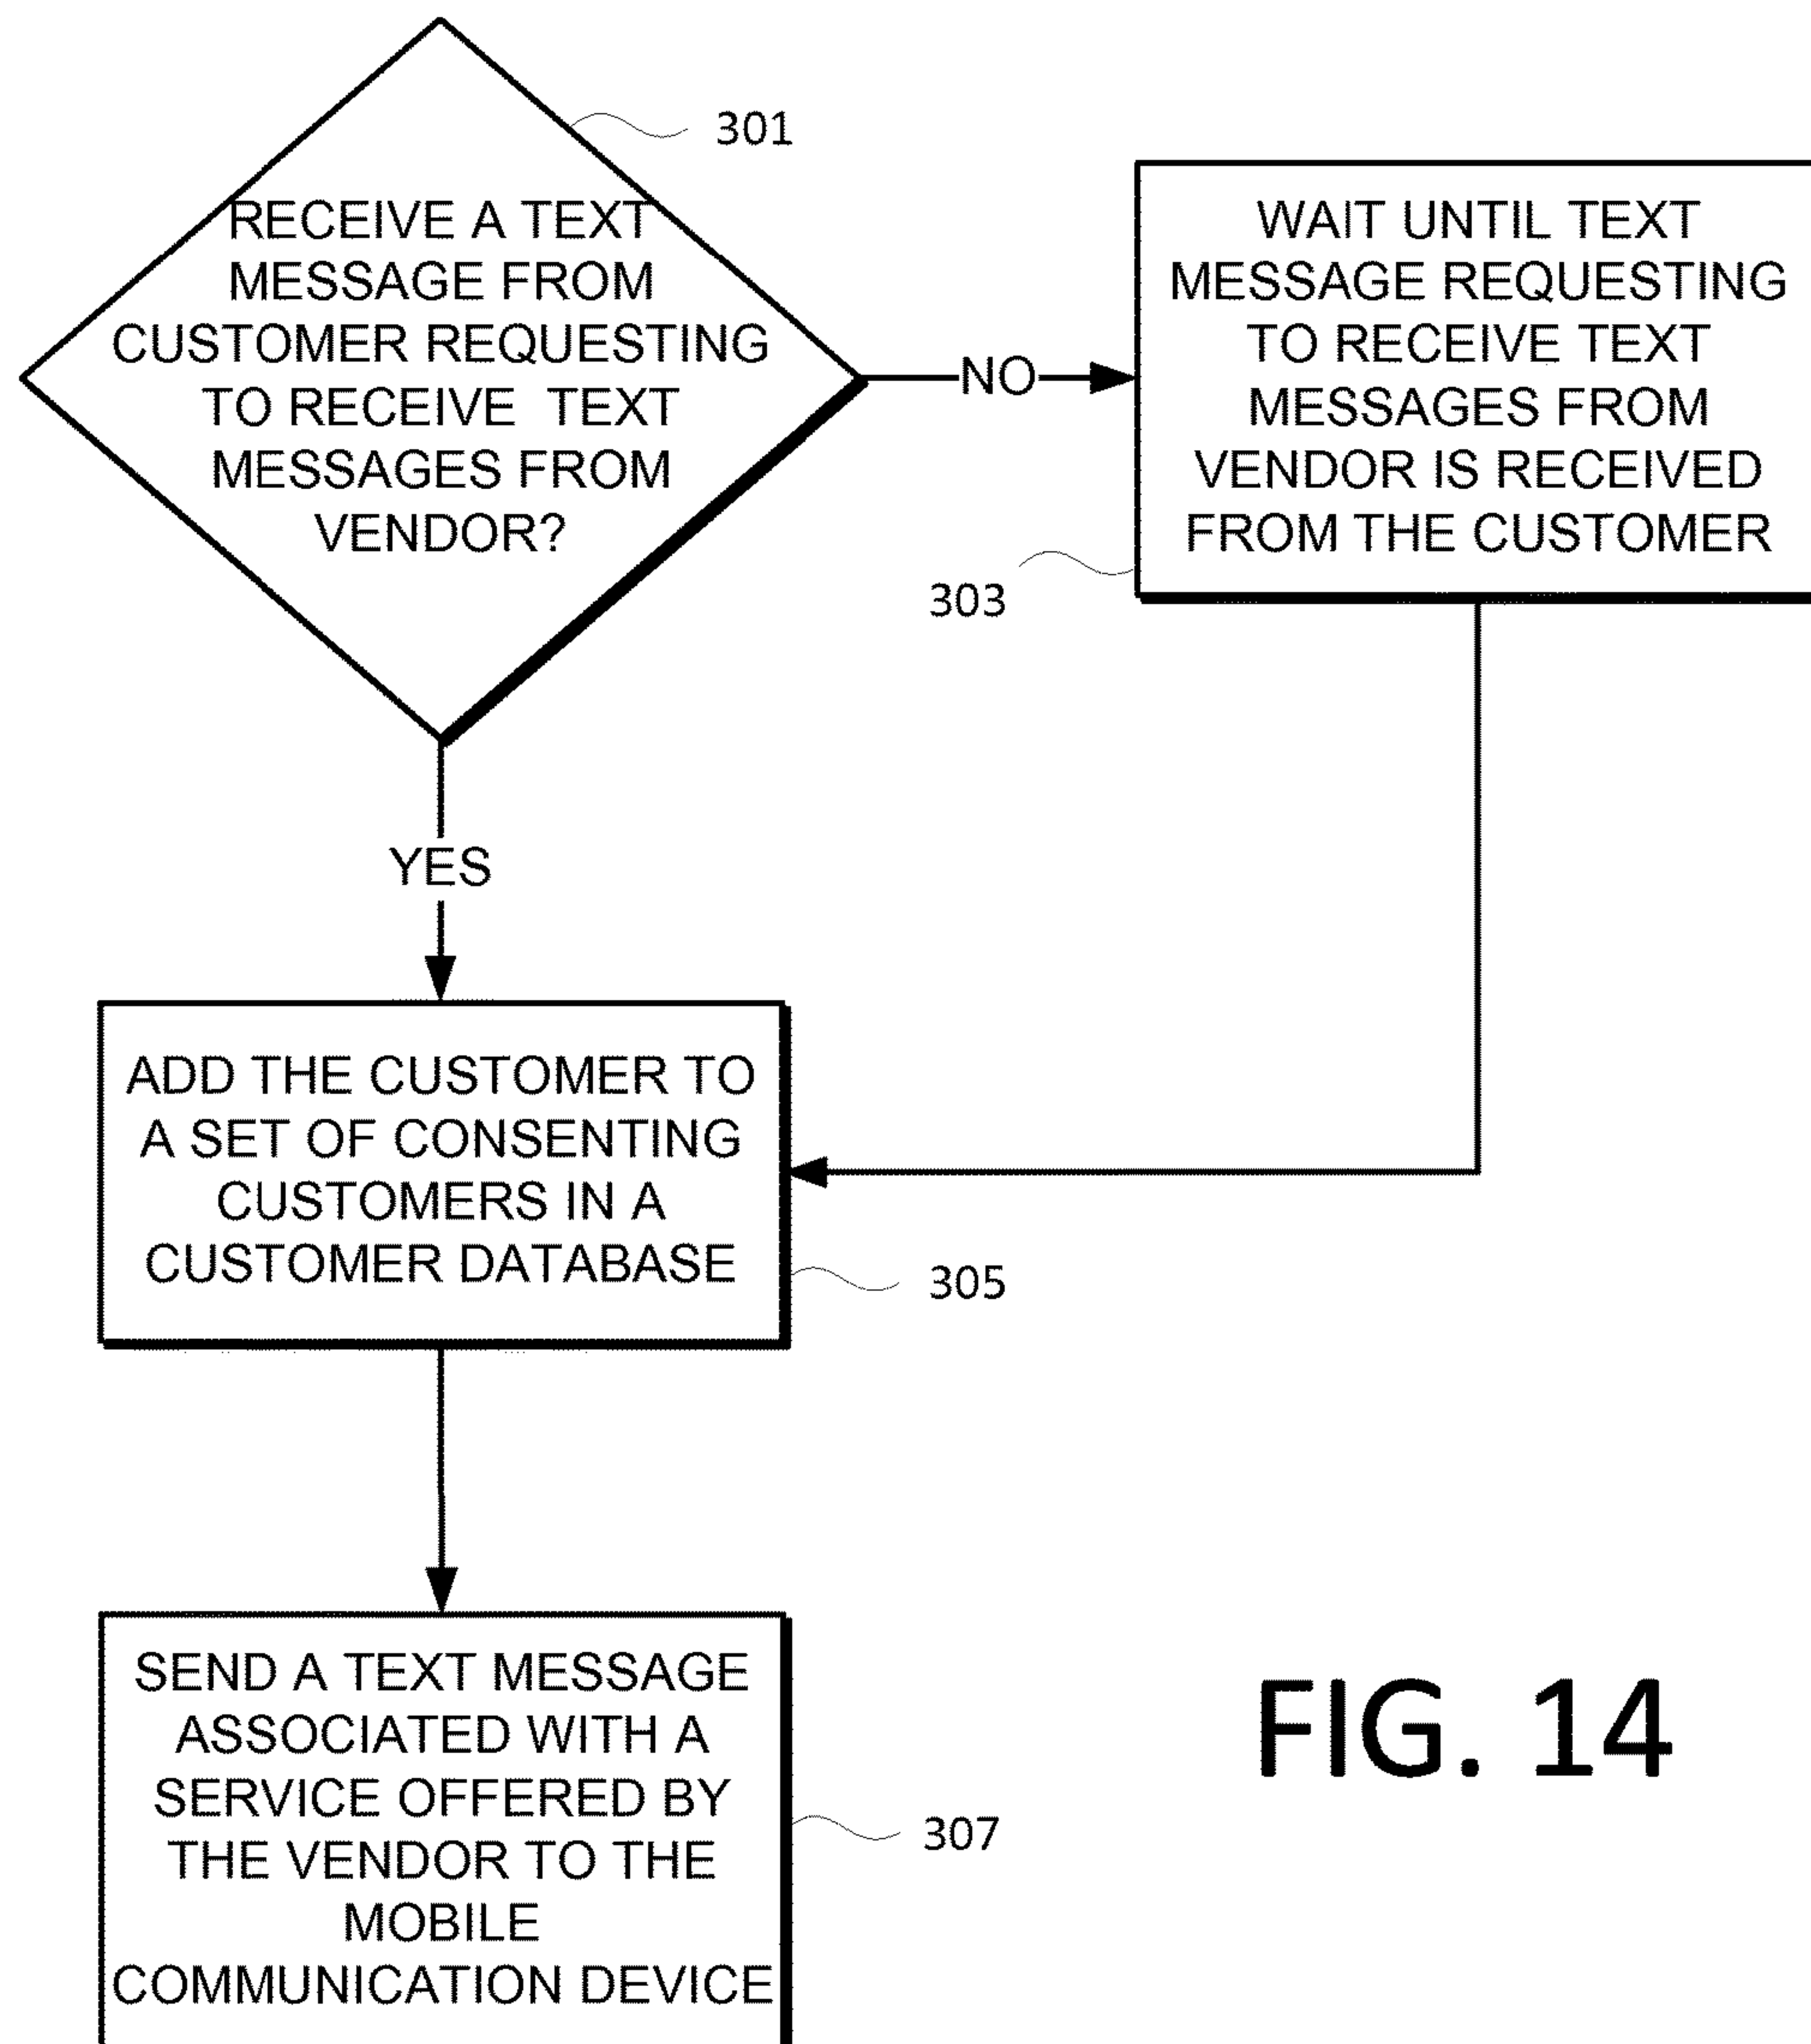 301
RECEIVE A TEXT
MESSAGE FROM
CUSTOMER REQUESTING
TO RECEIVE TEXT
MESSAGES FROM
VENDOR?
NO
WAIT UNTIL TEXT
MESSAGE REQUESTING
TO RECEIVE TEXT
MESSAGES FROM
VENDOR IS RECEIVED
FROM THE CUSTOMER
303
YES
ADD THE CUSTOMER TO
A SET OF CONSENTING
CUSTOMERS IN A
CUSTOMER DATABASE
305
SEND A TEXT MESSAGE
ASSOCIATED WITH A
SERVICE OFFERED BY
THE VENDOR TO THE
MOBILE
COMMUNICATION DEVICE
307
FIG. 14